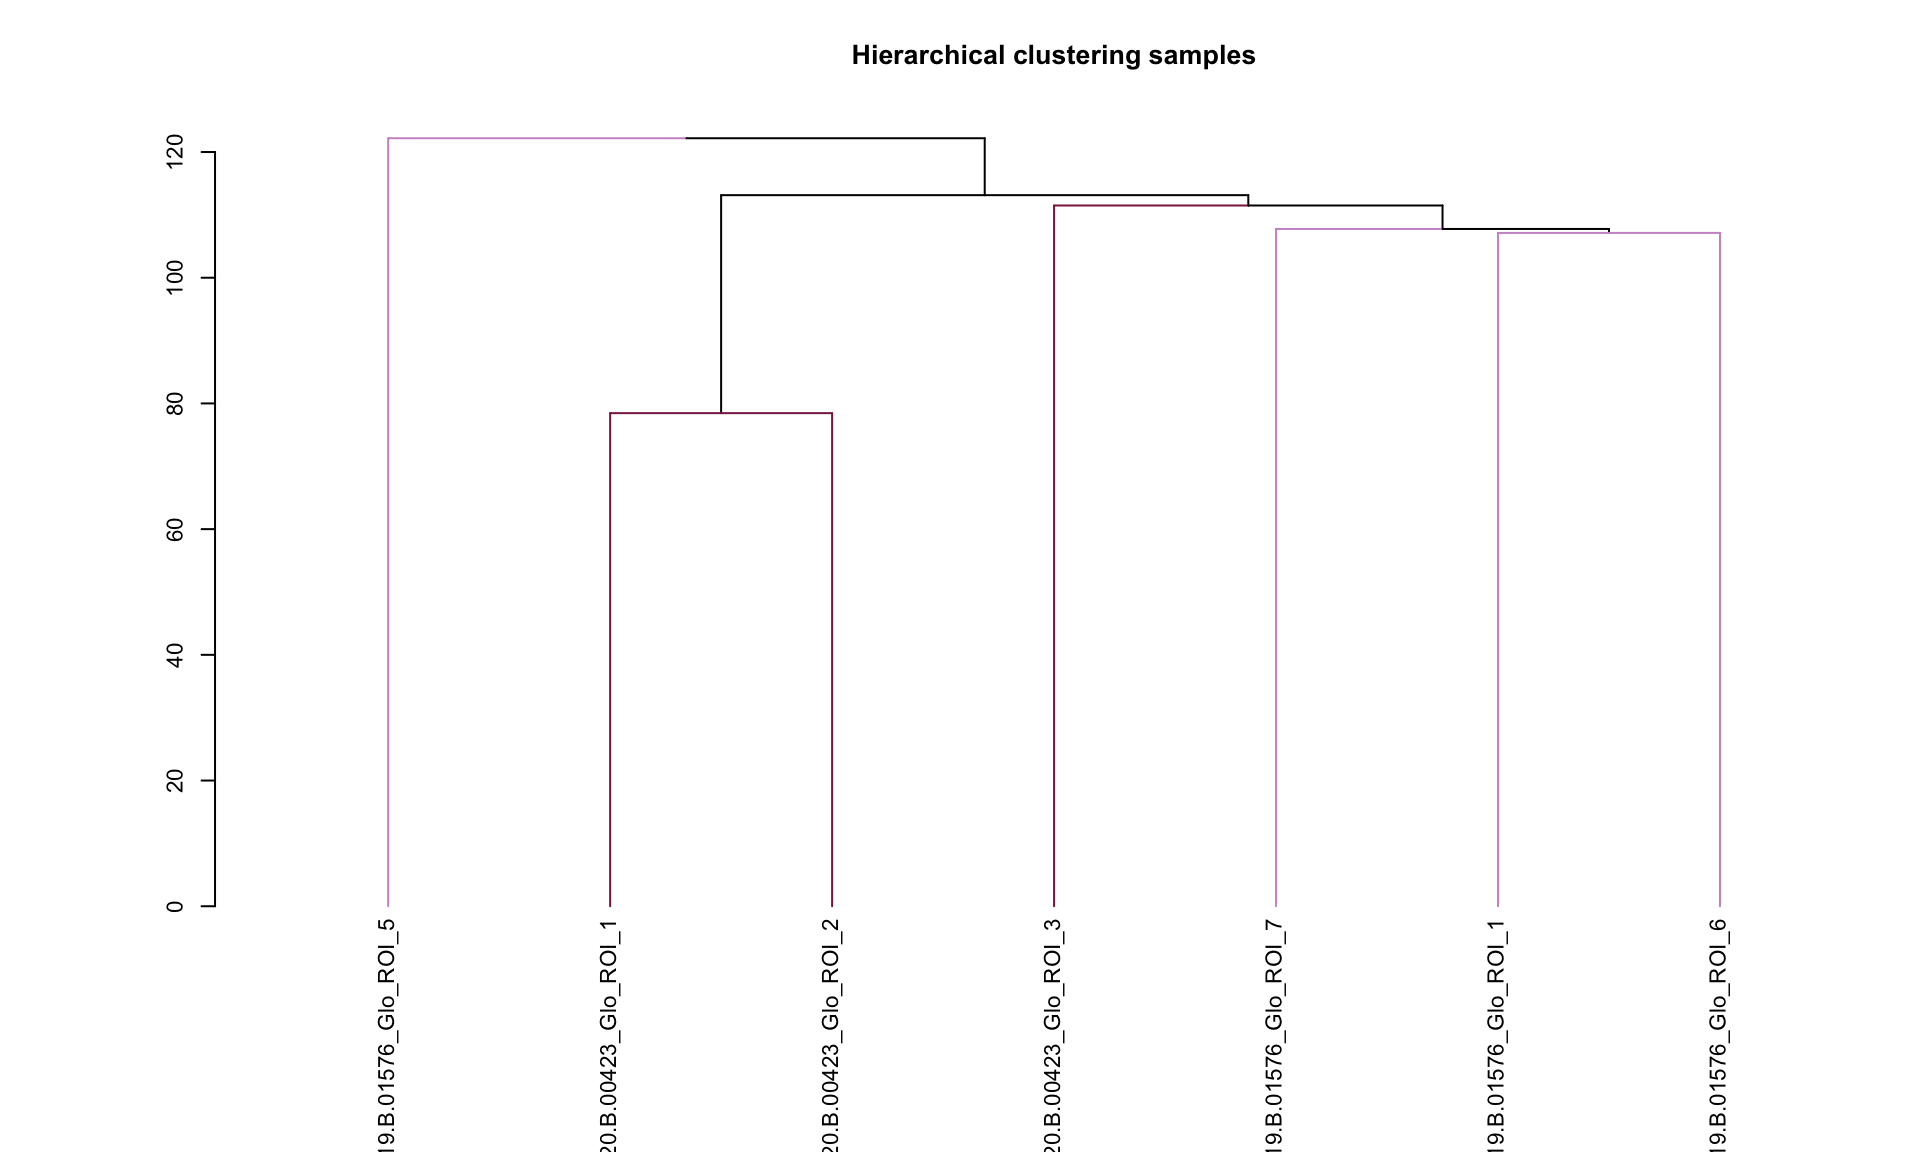 Hierarchical clustering samples
120
100
80
60
40
20
0
19.B.01576_Glo_ROI_5
20.B.00423_Glo_ROI_1
20.B.00423_Glo_ROI_2
20.B.00423_Glo_ROI_3
19.B.01576_Glo_ROI_7
19.B.01576_Glo_ROI_1
19.B.01576_Glo_ROI_6